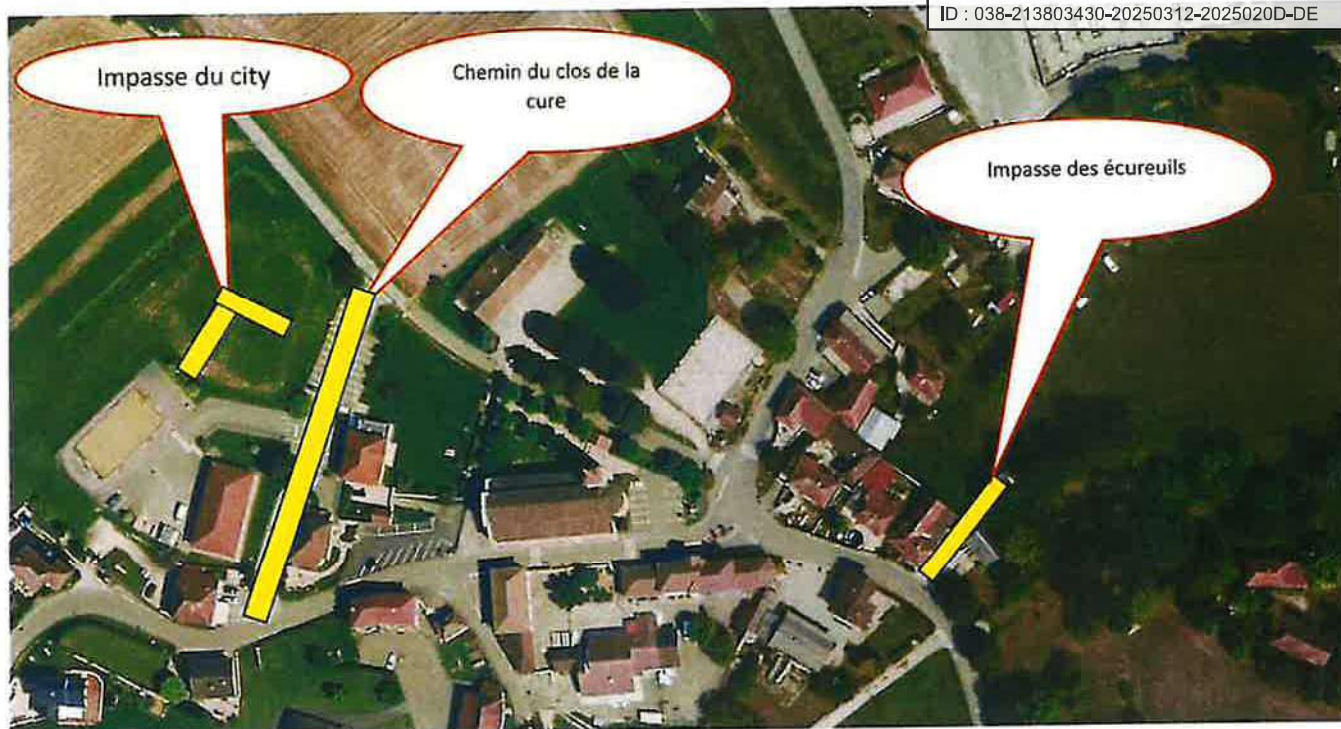 ID : 038-213803430-20250312-2025020D-DE
Impasse du city
Chemin du clos de la
cure
Impasse des écureuils